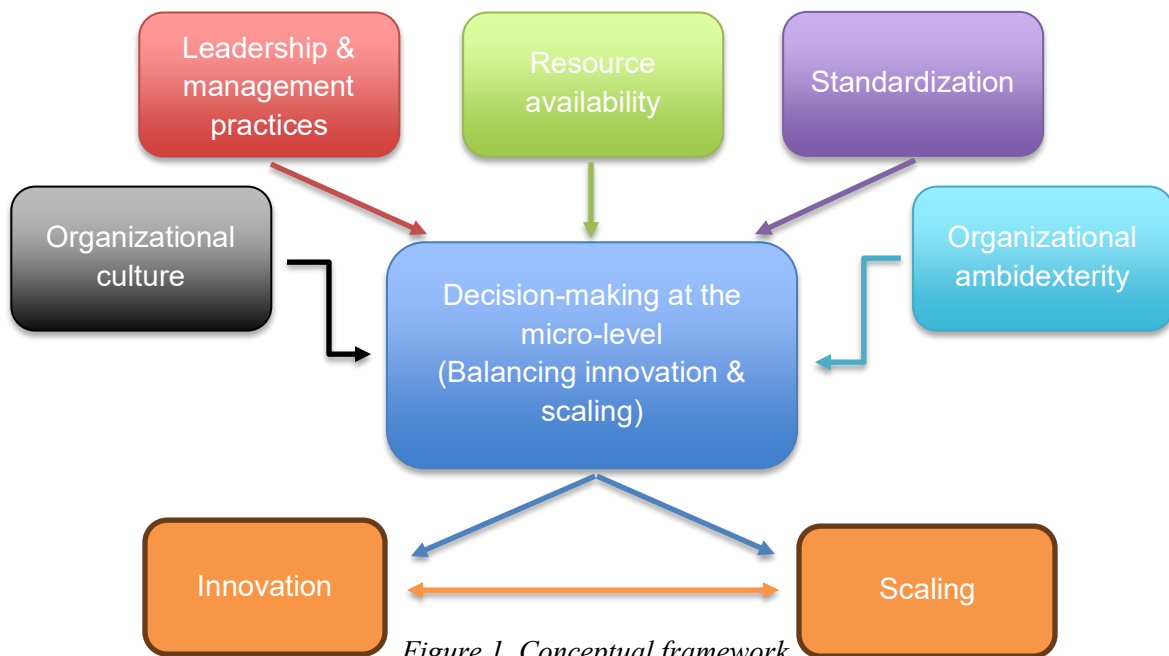 Leadership &
management
practices
Resource
availability
Standardization
Organizational
culture
Organizational
ambidexterity
Decision-making at the
micro-level
(Balancing innovation &
scaling)
Innovation
Scaling
Figure 1. Conceptual framework